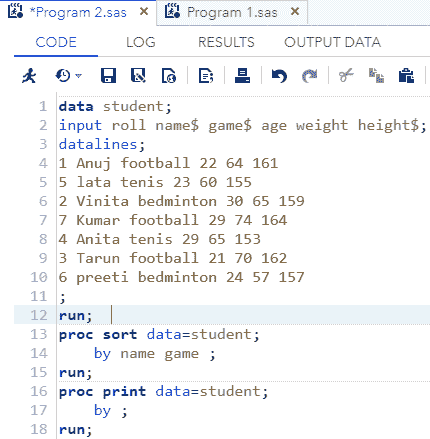 *Program 2.sas × Program 1.sas ×
CODE LOG RESULTS OUTPUT DATA
1 data student;
2 input roll name$ game$ age weight height$;
3 datalines;
4 1 Anuj football 22 64 161
5 5 lata tenis 23 60 155
6 2 Vinita bedminton 30 65 159
7 7 Kumar football 29 74 164
8 4 Anita tenis 29 65 153
9 3 Tarun football 21 70 162
10 6 preeti bedminton 24 57 157
11 ;
12 run;
13 proc sort data=student;
14 by name game ;
15 run;
16 proc print data=student;
17 by ;
18 run;